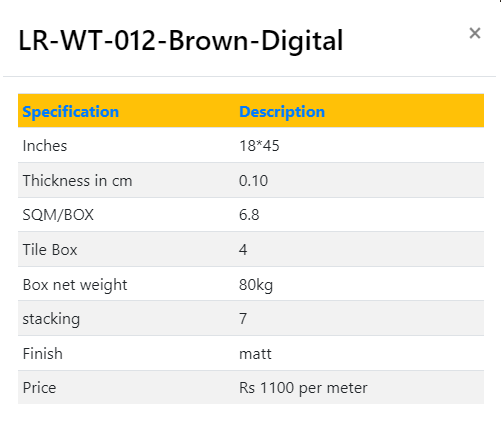 LR-WT-012-Brown-Digital ×
Specification Description
Inches 18*45
Thickness in cm 0.10
SQM/BOX 6.8
Tile Box 4
Box net weight 80kg
stacking 7
Finish matt
Price Rs 1100 per meter